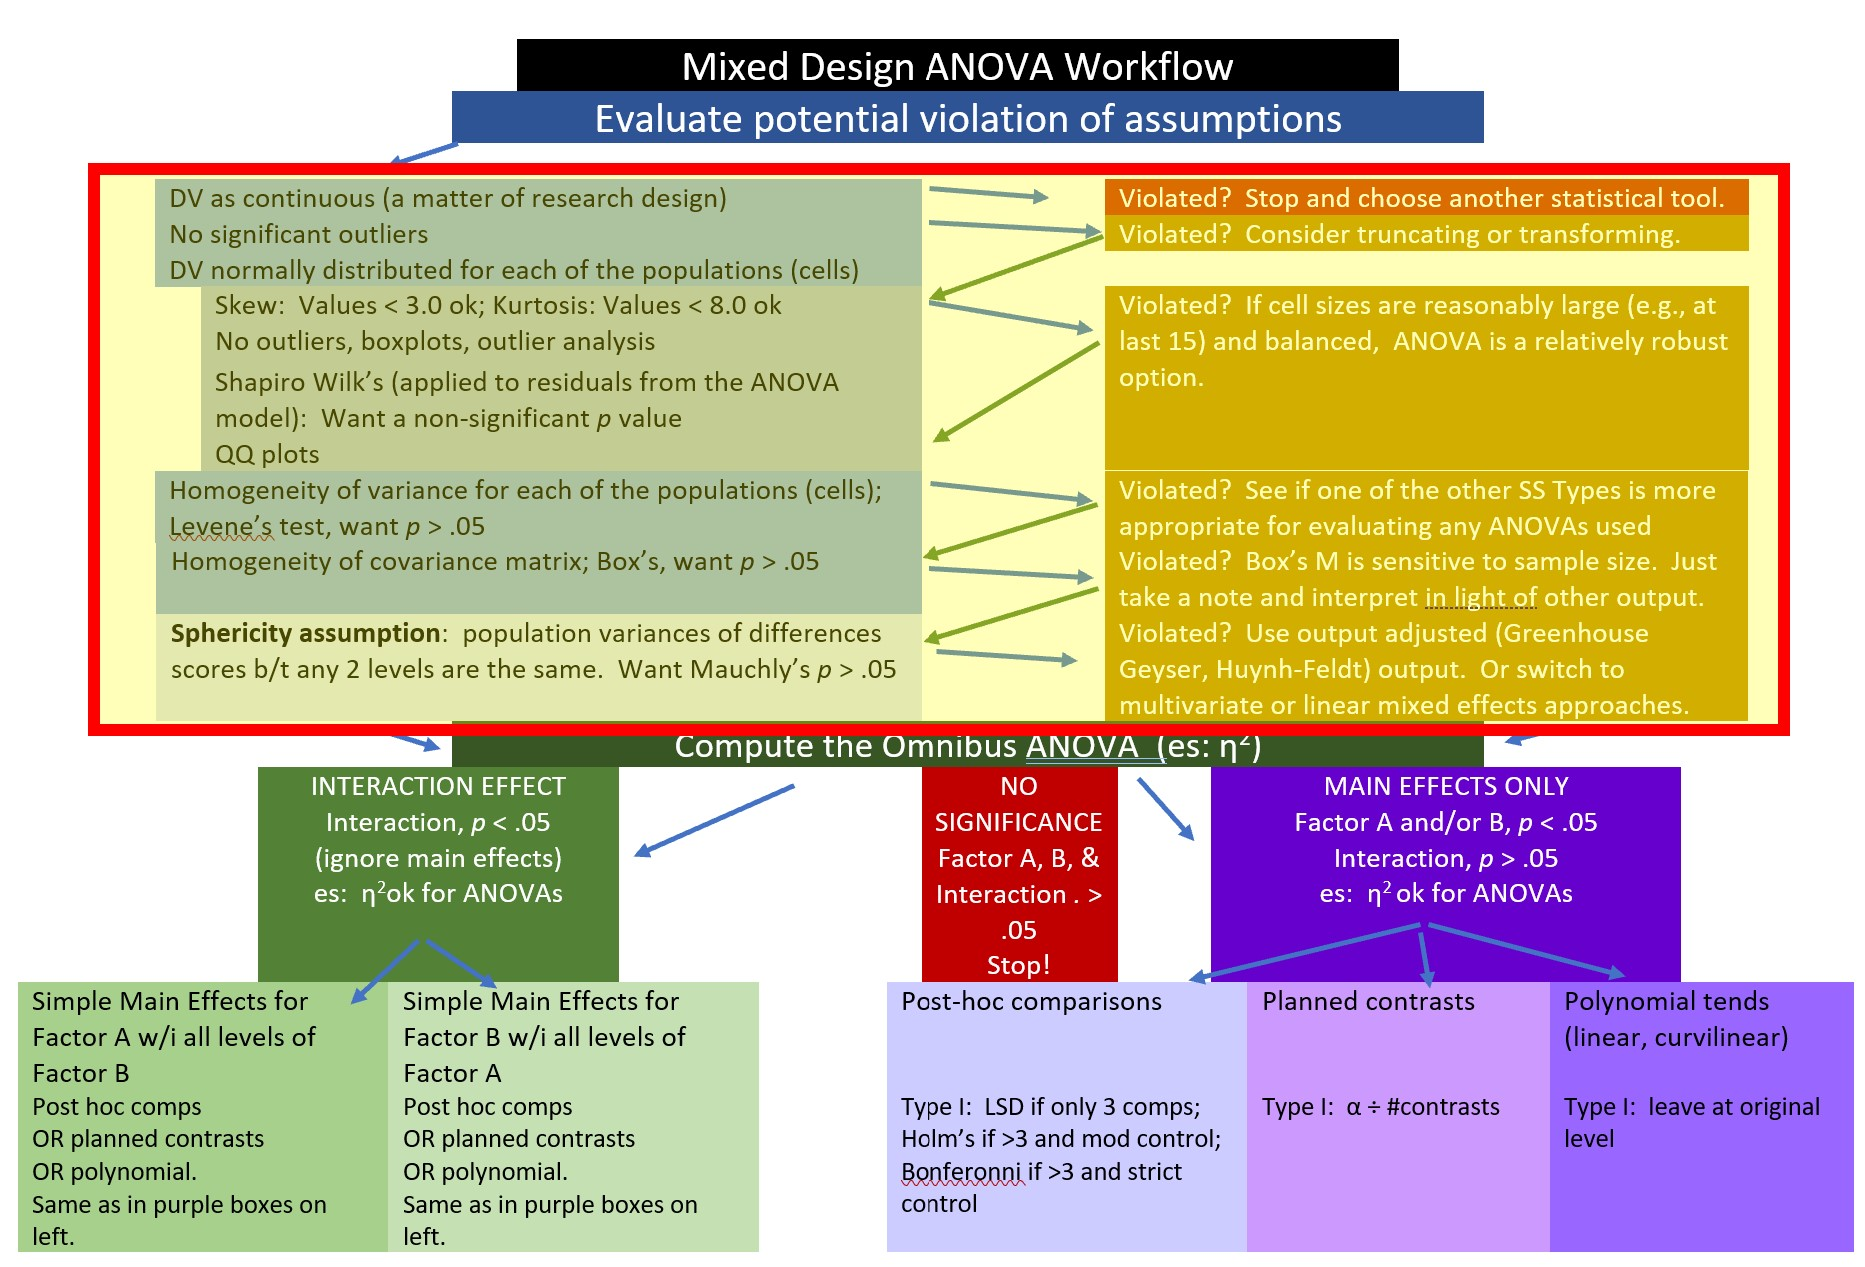 Mixed Design ANOVA Workflow
Evaluate potential violation of assumptions
DV as continuous (a matter of research design)
No significant outliers
DV normally distributed for each of the populations (cells)
Skew: Values < 3.0 ok; Kurtosis: Values < 8.0 ok
No outliers, boxplots, outlier analysis
Shapiro Wilk’s (applied to residuals from the ANOVA
model): Want a non-significant p value
QQ plots
Homogeneity of variance for each of the populations (cells);
Levene’s test, want p > .05
Homogeneity of covariance matrix; Box’s, want p > .05
Sphericity assumption: population variances of differences
scores b/t any 2 levels are the same. Want Mauchly’s p > .05
Violated? Stop and choose another statistical tool.
Violated? Consider truncating or transforming.
Violated? If cell sizes are reasonably large (e.g., at
last 15) and balanced, ANOVA is a relatively robust
option.
Violated? See if one of the other SS Types is more
appropriate for evaluating any ANOVAs used
Violated? Box’s M is sensitive to sample size. Just
take a note and interpret in light of other output.
Violated? Use output adjusted (Greenhouse
Geyser, Huynh-Feldt) output. Or switch to
multivariate or linear mixed effects approaches.
Compute the Omnibus ANOVA (es: η²)
INTERACTION EFFECT
Interaction, p < .05
(ignore main effects)
es: η²ok for ANOVAs
NO
SIGNIFICANCE
Factor A, B, &
Interaction . >
.05
Stop!
MAIN EFFECTS ONLY
Factor A and/or B, p < .05
Interaction, p > .05
es: η² ok for ANOVAs
Simple Main Effects for
Factor A w/i all levels of
Factor B
Post hoc comps
OR planned contrasts
OR polynomial.
Same as in purple boxes on
left.
Simple Main Effects for
Factor B w/i all levels of
Factor A
Post hoc comps
OR planned contrasts
OR polynomial.
Same as in purple boxes on
left.
Post-hoc comparisons
Type I: LSD if only 3 comps;
Holm’s if >3 and mod control;
Bonferonni if >3 and strict
control
Planned contrasts
Type I: α ÷ #contrasts
Polynomial tends
(linear, curvilinear)
Type I: leave at original
level